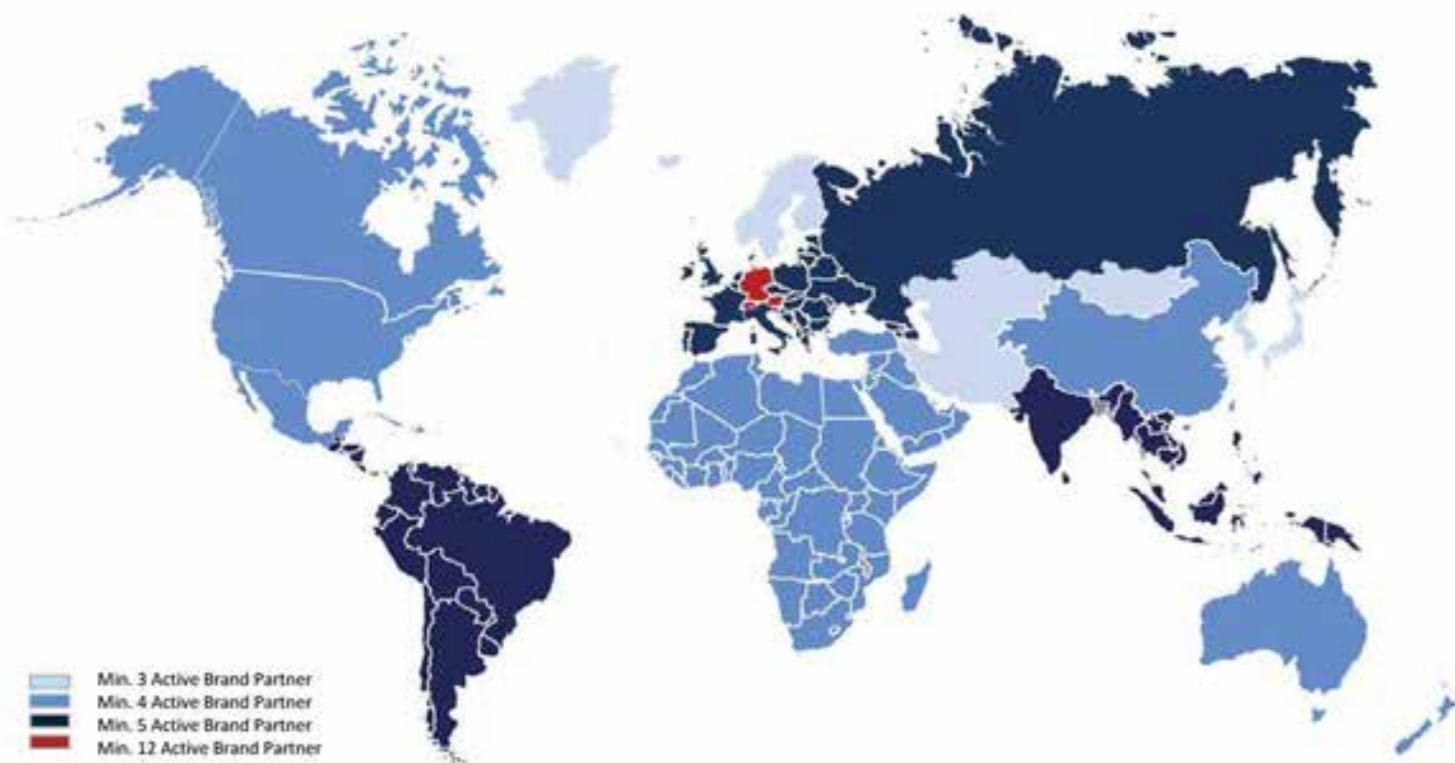 Min. 3 Active Brand Partner
Min. 4 Active Brand Partner
Min. 5 Active Brand Partner
Min. 12 Active Brand Partner